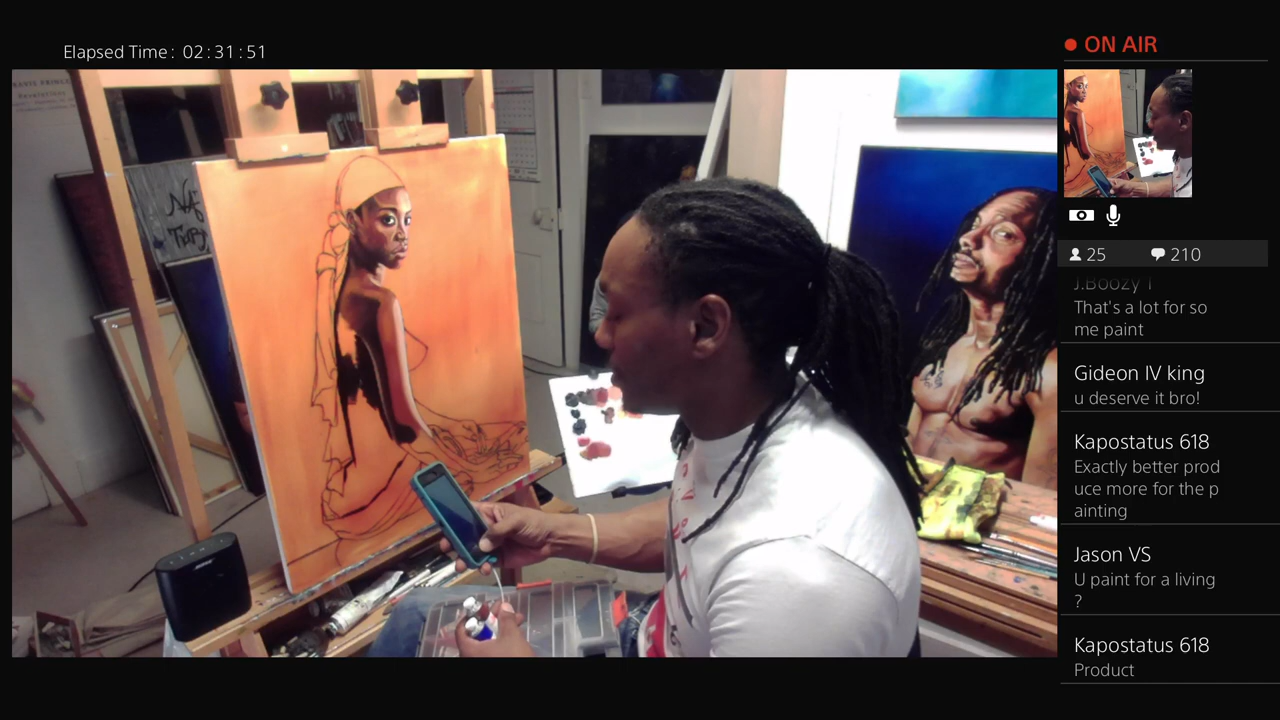 Elapsed Time: 02:31:51
ON AIR
25
210
J.Boozy 1
That's a lot for so
me paint
Gideon IV king
u deserve it bro!
Kapostatus 618
Exactly better prod
uce more for the p
ainting
Jason VS
U paint for a living
?
Kapostatus 618
Product
BOSE